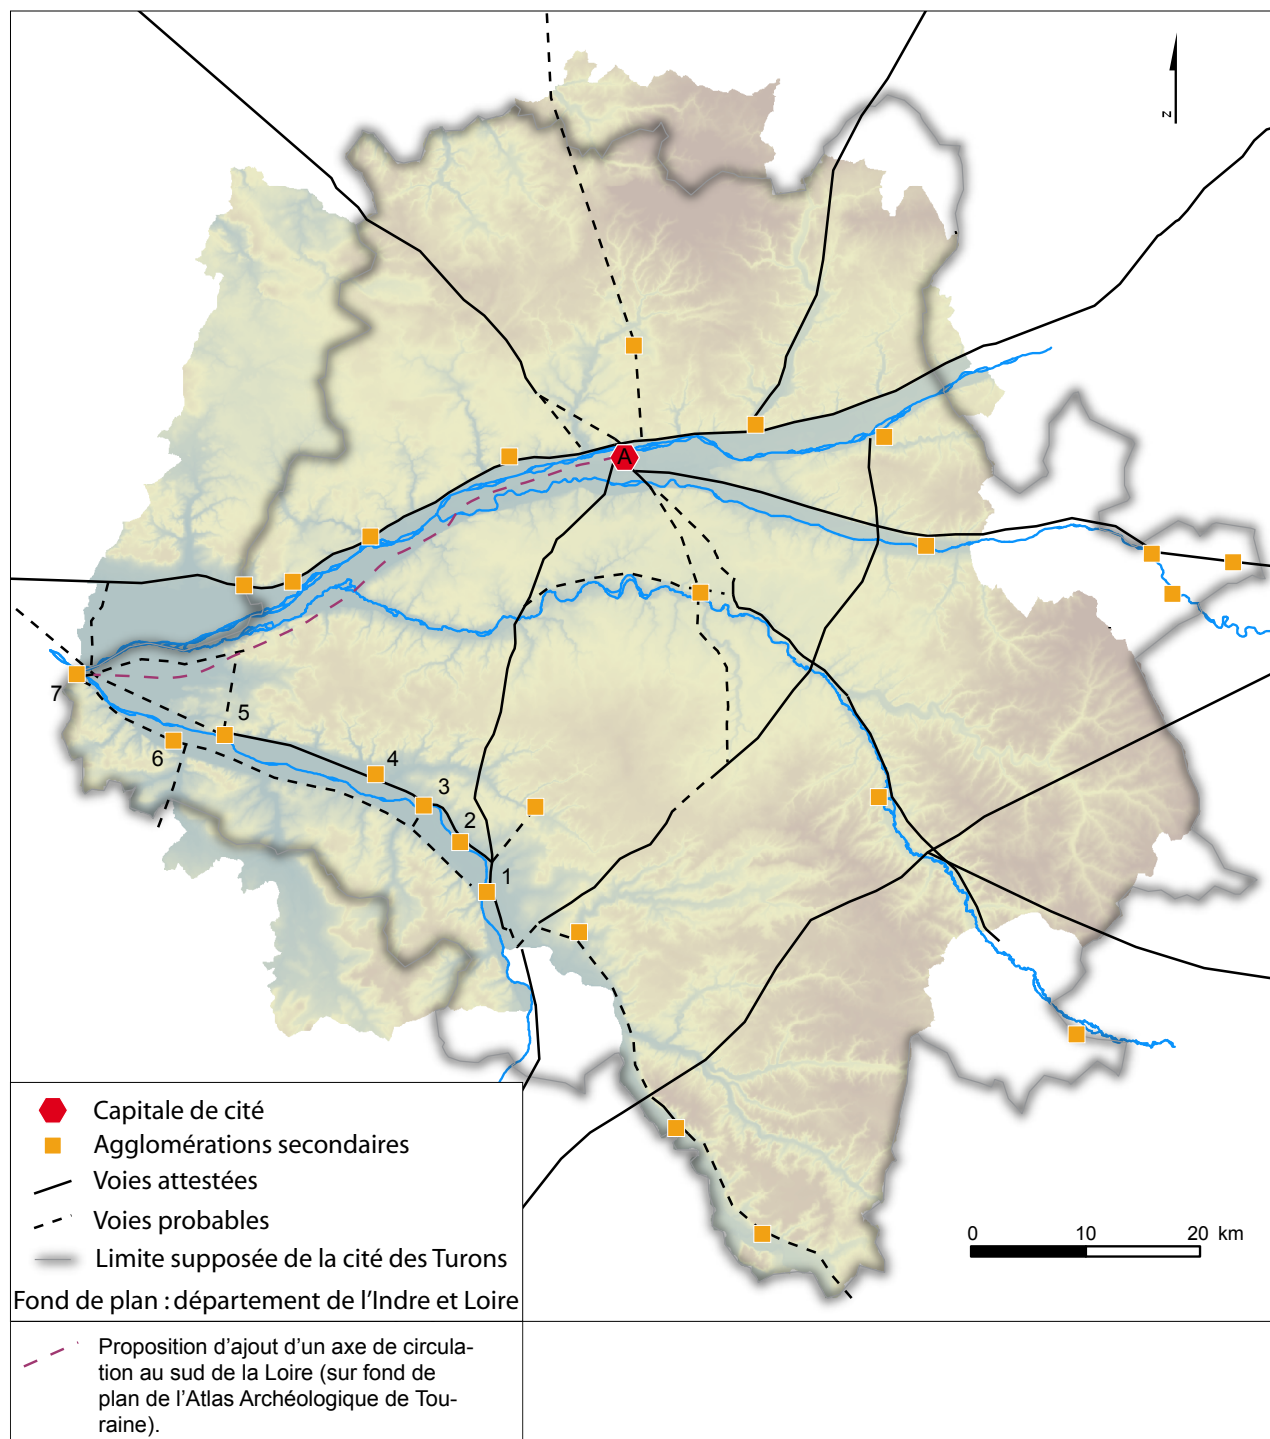 z
A
7
5
6
4
3
2
1
Capitale de cité
Agglomérations secondaires
Voies attestées
Voies probables
Limite supposée de la cité des Turons
Fond de plan : département de l'Indre et Loire
0 10 20 km
Proposition d'ajout d'un axe de circula-
tion au sud de la Loire (sur fond de
plan de l'Atlas Archéologique de Tou-
raine).